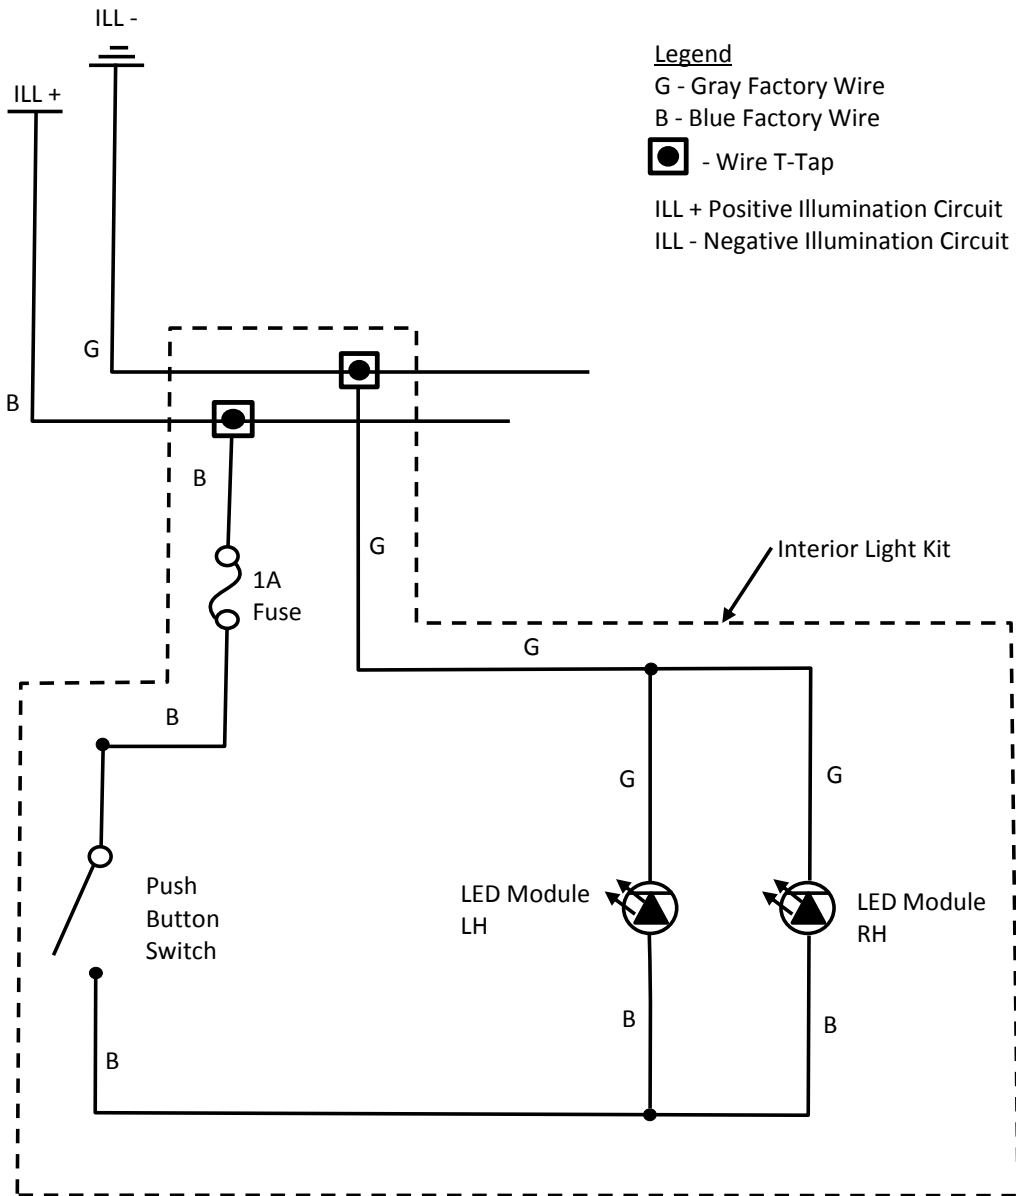 ILL -
ILL +
Legend
G - Gray Factory Wire
B - Blue Factory Wire
- Wire T-Tap
ILL + Positive Illumination Circuit
ILL - Negative Illumination Circuit
G
B
B
G
1A
Fuse
Interior Light Kit
G
B
G
G
Push
Button
Switch
LED Module
LH
LED Module
RH
B
B
B